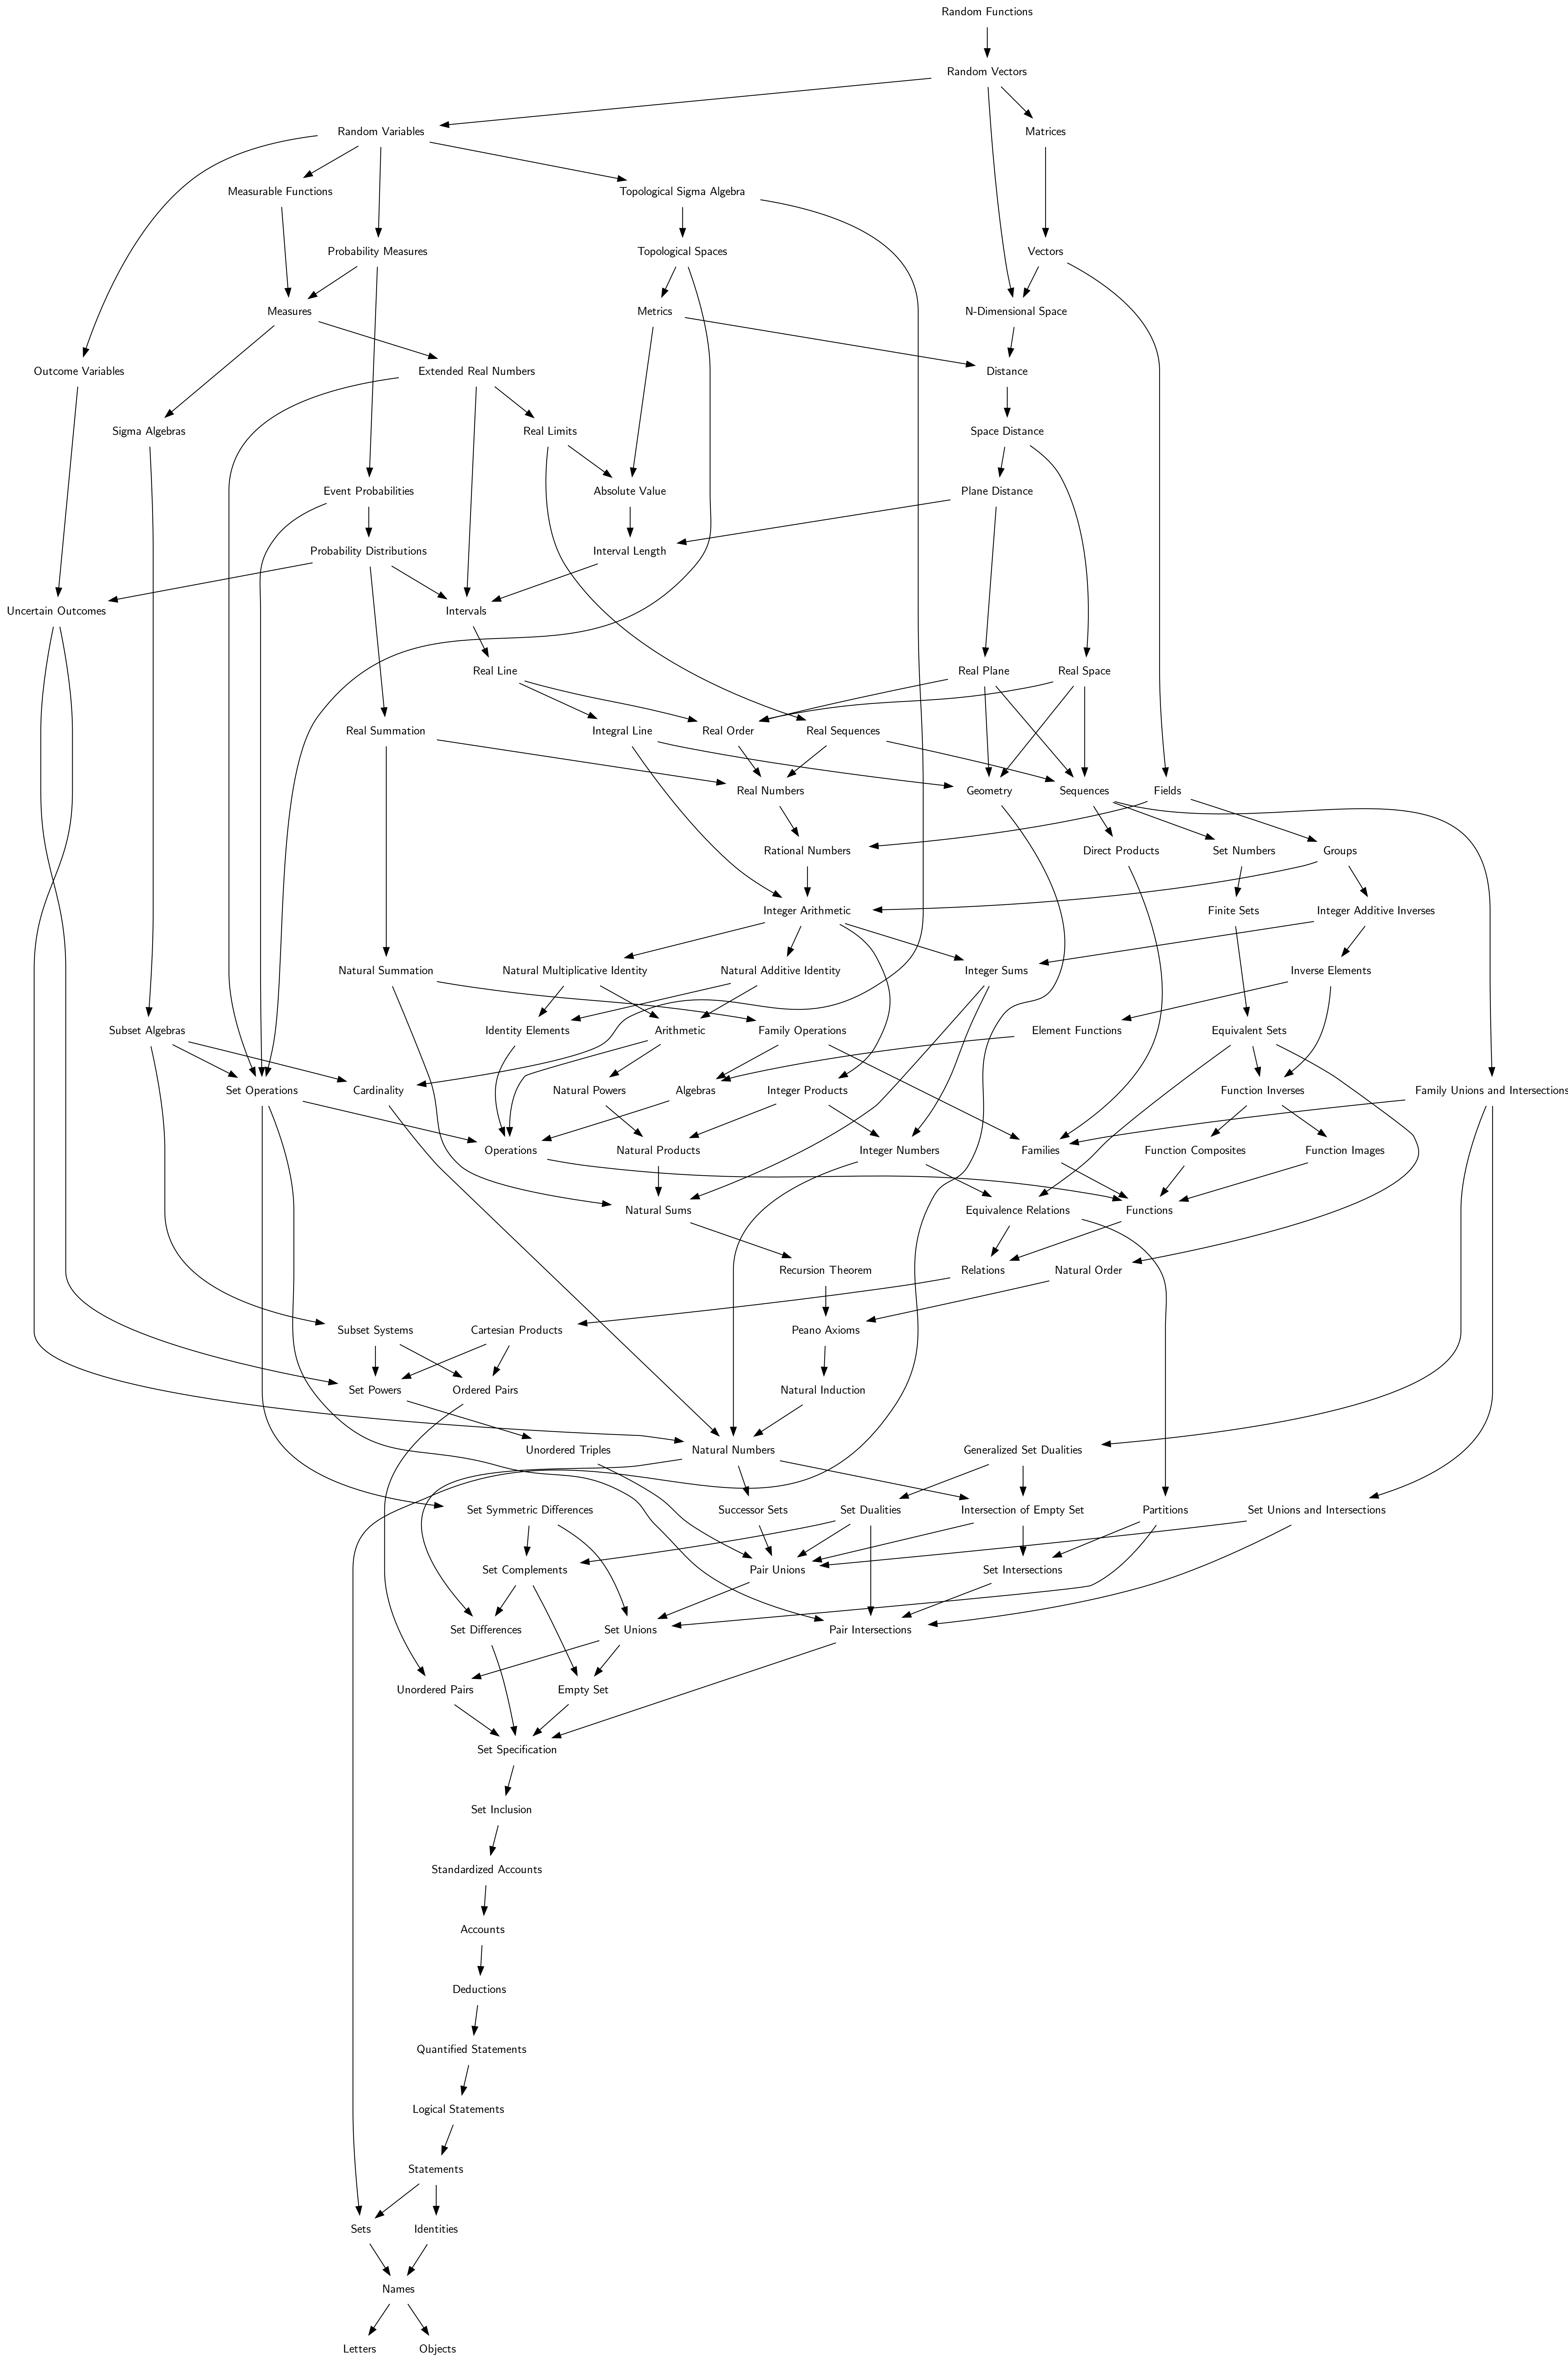 Random Functions
Random Vectors
Random Variables
Matrices
Measurable Functions
Topological Sigma Algebra
Probability Measures
Topological Spaces
Vectors
Measures
Metrics
N-Dimensional Space
Outcome Variables
Extended Real Numbers
Distance
Sigma Algebras
Real Limits
Space Distance
Event Probabilities
Absolute Value
Plane Distance
Probability Distributions
Interval Length
Uncertain Outcomes
Intervals
Real Line
Real Plane
Real Space
Real Summation
Integral Line
Real Order
Real Sequences
Real Numbers
Geometry
Sequences
Fields
Rational Numbers
Direct Products
Set Numbers
Groups
Integer Arithmetic
Finite Sets
Integer Additive Inverses
Natural Summation
Natural Multiplicative Identity
Natural Additive Identity
Integer Sums
Inverse Elements
Subset Algebras
Identity Elements
Arithmetic
Family Operations
Element Functions
Equivalent Sets
Set Operations
Cardinality
Natural Powers
Algebras
Integer Products
Function Inverses
Family Unions and Intersections
Operations
Natural Products
Integer Numbers
Families
Function Composites
Function Images
Natural Sums
Equivalence Relations
Functions
Recursion Theorem
Relations
Natural Order
Subset Systems
Cartesian Products
Peano Axioms
Set Powers
Ordered Pairs
Natural Induction
Unordered Triples
Natural Numbers
Generalized Set Dualities
Set Symmetric Differences
Successor Sets
Set Dualities
Intersection of Empty Set
Partitions
Set Unions and Intersections
Set Complements
Pair Unions
Set Intersections
Set Differences
Set Unions
Pair Intersections
Unordered Pairs
Empty Set
Set Specification
Set Inclusion
Standardized Accounts
Accounts
Deductions
Quantified Statements
Logical Statements
Statements
Sets
Identities
Names
Letters
Objects